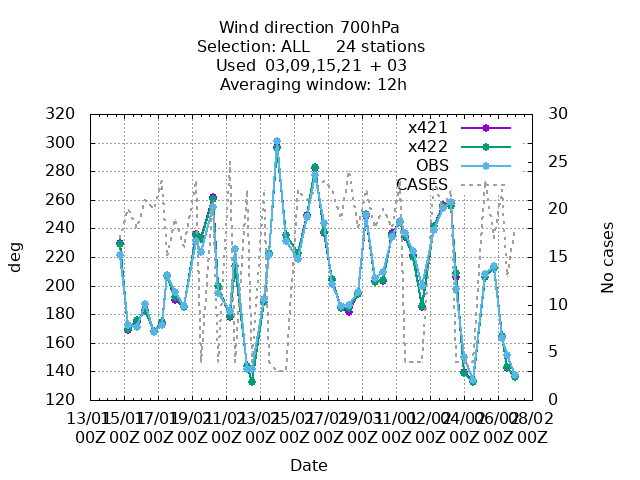 Wind direction 700hPa
Selection: ALL 24 stations
Used 03,09,15,21 + 03
Averaging window: 12h
320
300
280
260
240
220
200
180
160
140
120
30
25
20
15
10
5
0
x421
x422
OBS
CASES
deg
No cases
13/01 15/01 17/01 19/01 21/01 23/01 25/01 27/01 29/01 31/01 12/02 24/02 26/02 28/02
00Z 00Z 00Z 00Z 00Z 00Z 00Z 00Z 00Z 00Z 00Z 00Z 00Z 00Z
Date